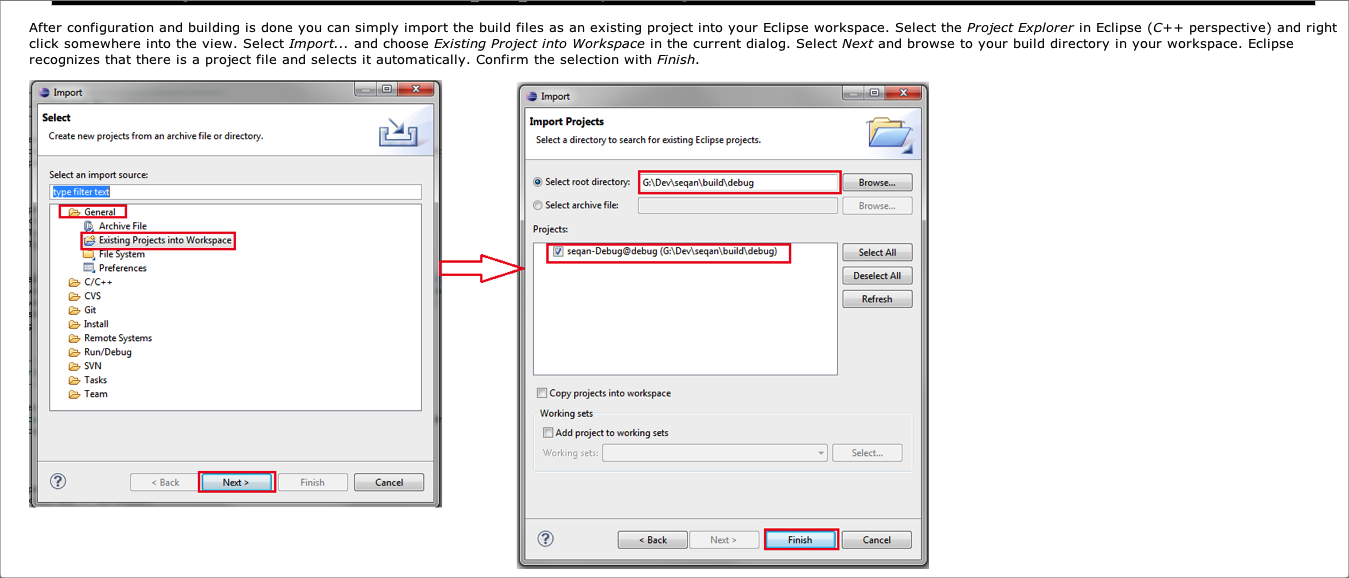 After configuration and building is done you can simply import the build files as an existing project into your Eclipse workspace. Select the Project Explorer in Eclipse (C++ perspective) and right
click somewhere into the view. Select Import... and choose Existing Project into Workspace in the current dialog. Select Next and browse to your build directory in your workspace. Eclipse
recognizes that there is a project file and selects it automatically. Confirm the selection with Finish.
Import
Select
Create new projects from an archive file or directory.
Select an import source:
type filter text
General
Archive File
Existing Projects into Workspace
File System
Preferences
C/C++
CVS
Git
Install
Remote Systems
Run/Debug
SVN
Tasks
Team
? < Back Next > Finish Cancel
Import
Import Projects
Select a directory to search for existing Eclipse projects.
Select root directory: G:\Dev\seqan\build\debug Browse...
Select archive file: Browse...
Projects:
seqan-Debug@debug (G:\Dev\seqan\build\debug) Select All
Deselect All
Refresh
Copy projects into workspace
Working sets
Add project to working sets
Working sets: Select...
? < Back Next > Finish Cancel